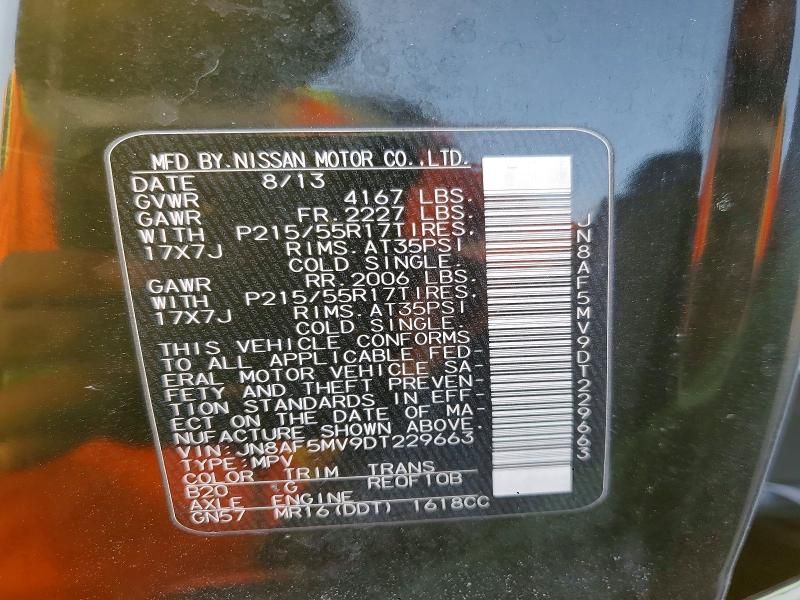 MFD BY.NISSAN MOTOR CO.,LTD.
DATE 8/13
GVWR 4167 LBS.
GAWR FR. 2227 LBS.
WITH P215/55R17TIRES.
17X7J RIMS. AT35PSI
COLD SINGLE.
GAWR RR. 2006 LBS.
WITH P215/55R17TIRES.
17X7J RIMS. AT35PSI
COLD SINGLE.
THIS VEHICLE CONFORMS
TO ALL APPLICABLE FED-
ERAL MOTOR VEHICLE SA-
FETY AND THEFT PREVEN-
TION STANDARDS IN EFF-
ECT ON THE DATE OF MA-
NUFACTURE SHOWN ABOVE.
VIN: JN8AF5MV9DT229663
TYPE: MPV
COLOR TRIM TRANS
B20 G RE0F10B
AXLE ENGINE
GN57 MR16(DDT) 1618CC
JN8AF5MV9DT229663